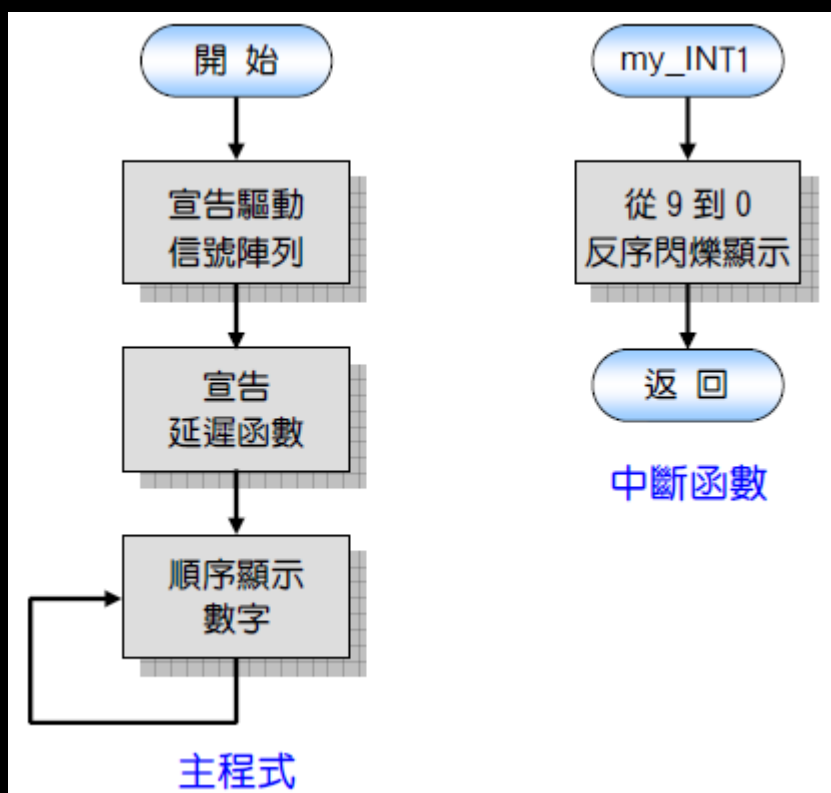 開 始
宣告驅動
信號陣列
宣告
延遲函數
順序顯示
數字
主程式
my_INT1
從 9 到 0
反序閃爍顯示
返 回
中斷函數